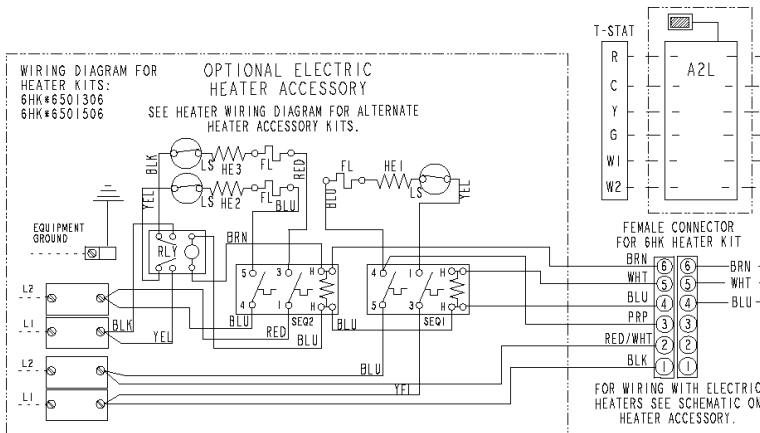 WIRING DIAGRAM FOR
HEATER KITS:
6HK*6501306
6HK*6501506
OPTIONAL ELECTRIC
HEATER ACCESSORY
SEE HEATER WIRING DIAGRAM FOR ALTERNATE
HEATER ACCESSORY KITS.
T-STAT
R
C
Y
G
W1
W2
A2L
BLK
LS
HE3
FL
RED
YEL
LS
HE2
FL
BLU
FL
HE1
LS
BLU
YEL
EQUIPMENT
GROUND
RLY
BRN
5
3
H
H
4
1
H
H
SEQ2
4
1
H
5
3
H
SEQ1
FEMALE CONNECTOR
FOR 6HK HEATER KIT
BRN
6
6
BRN
WHT
5
5
WHT
BLU
4
4
BLU
PRP
3
3
RED/WHT
2
2
BLK
1
1
L2
L1
BLK
YEL
BLU
RED
BLU
BLU
L2
BLU
L1
YEL
FOR WIRING WITH ELECTRIC
HEATERS SEE SCHEMATIC ON
HEATER ACCESSORY.